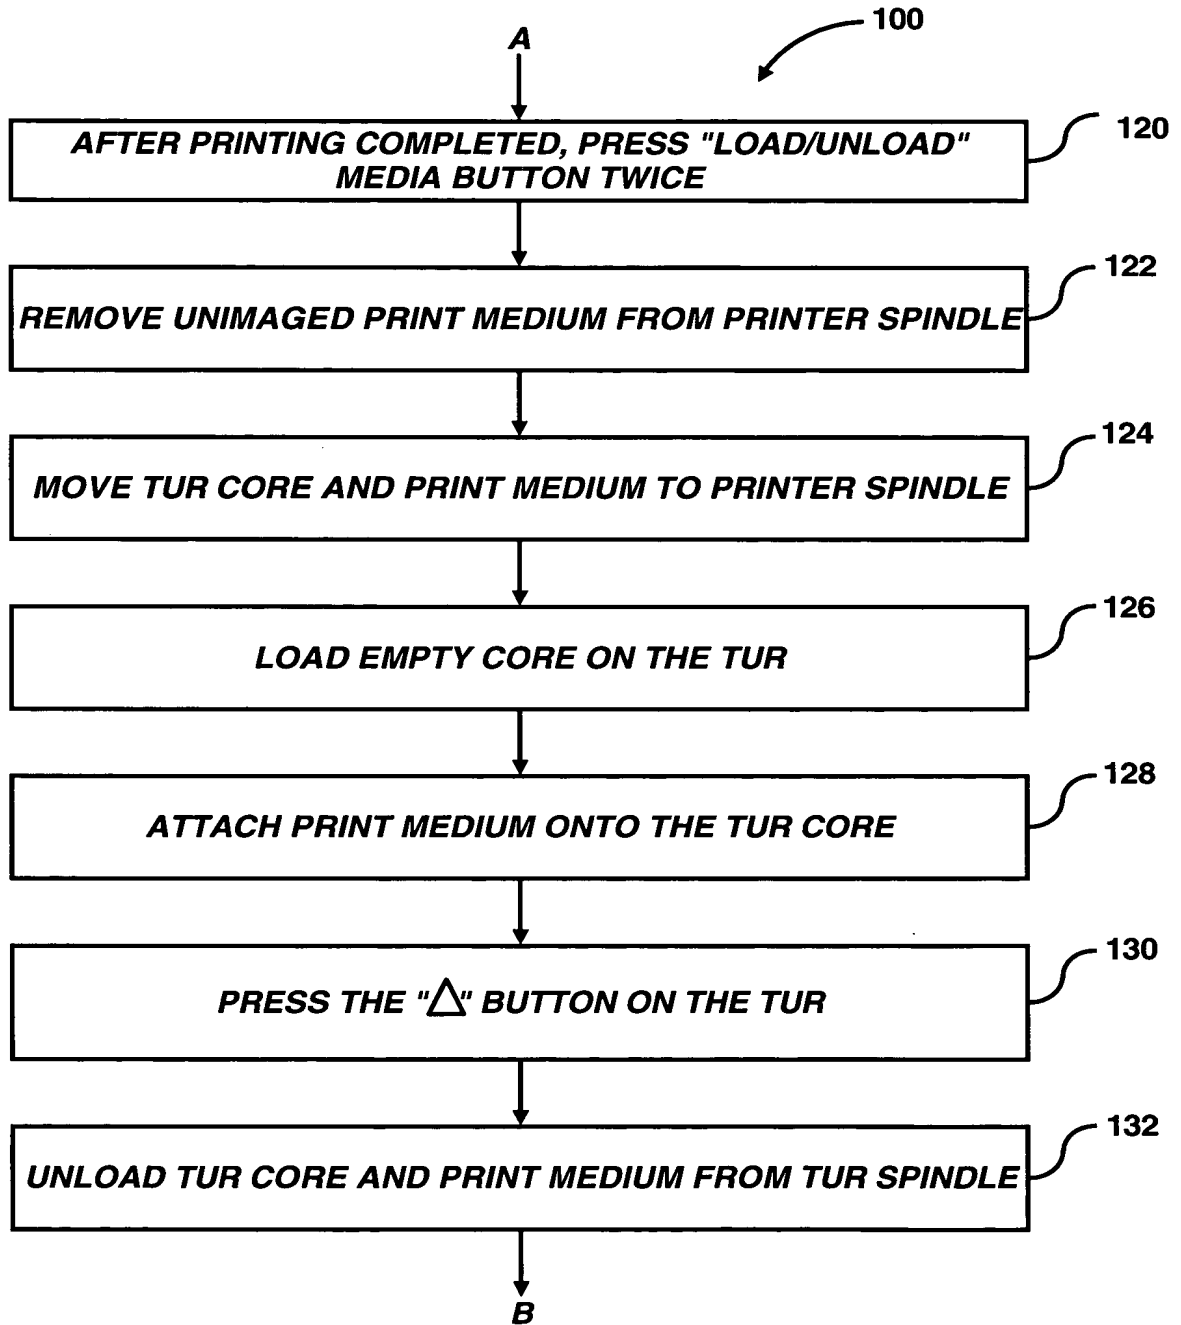 100
A
120
AFTER PRINTING COMPLETED, PRESS "LOAD/UNLOAD"
MEDIA BUTTON TWICE
122
REMOVE UNIMAGED PRINT MEDIUM FROM PRINTER SPINDLE
124
MOVE TUR CORE AND PRINT MEDIUM TO PRINTER SPINDLE
126
LOAD EMPTY CORE ON THE TUR
128
ATTACH PRINT MEDIUM ONTO THE TUR CORE
130
PRESS THE "△" BUTTON ON THE TUR
132
UNLOAD TUR CORE AND PRINT MEDIUM FROM TUR SPINDLE
B